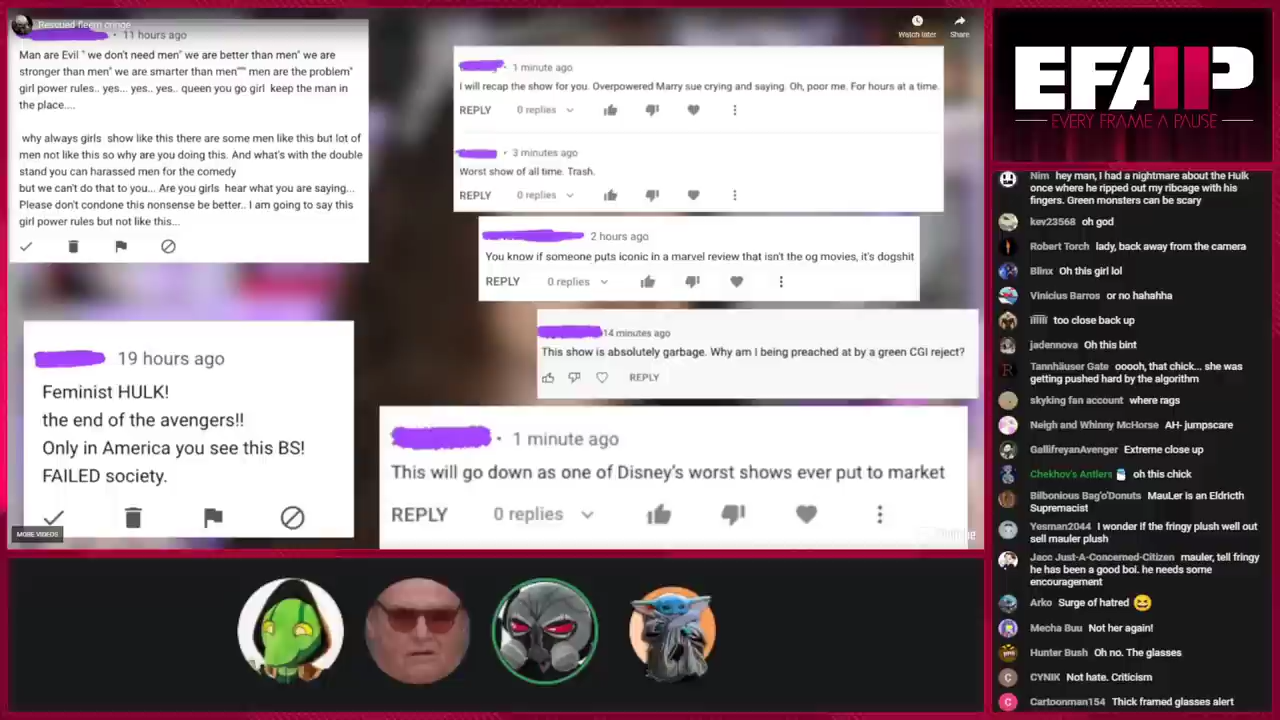 Rescued fleem cringe
11 hours ago
Man are Evil " we don't need men" we are better than men" we are
stronger than men" we are smarter than men"" men are the problem"
girl power rules.. yes... yes.. yes.. queen you go girl keep the man in
the place....
why always girls show like this there are some men like this but lot of
men not like this so why are you doing this. And what's with the double
stand you can harassed men for the comedy
but we can't do that to you... Are you girls hear what you are saying...
Please don't condone this nonsense be better.. I am going to say this
girl power rules but not like this...
Watch later
Share
1 minute ago
I will recap the show for you. Overpowered Marry sue crying and saying. Oh, poor me. For hours at a time.
REPLY 0 replies
3 minutes ago
Worst show of all time. Trash.
REPLY 0 replies
2 hours ago
You know if someone puts iconic in a marvel review that isn't the og movies, it's dogshit
REPLY 0 replies
14 minutes ago
This show is absolutely garbage. Why am I being preached at by a green CGI reject?
REPLY
19 hours ago
Feminist HULK!
the end of the avengers!!
Only in America you see this BS!
FAILED society.
1 minute ago
This will go down as one of Disney's worst shows ever put to market
REPLY 0 replies
MORE VIDEOS
YouTube
EFAP
EVERY FRAME A PAUSE
Nim hey man, I had a nightmare about the Hulk
once where he ripped out my ribcage with his
fingers. Green monsters can be scary
kev23568 oh god
Robert Torch lady, back away from the camera
Blinx Oh this girl lol
Vinicius Barros or no hahahha
too close back up
jadennova Oh this bint
Tannhäuser Gate ooooh, that chick... she was
getting pushed hard by the algorithm
skyking fan account where rags
Neigh and Whinny McHorse AH- jumpscare
GallifreyanAvenger Extreme close up
Chekhov's Antlers oh this chick
Bilbonious Bag'o'Donuts MauLer is an Eldricth
Supremacist
Yesman2044 I wonder if the fringy plush well out
sell mauler plush
Jacc Just-A-Concerned-Citizen mauler, tell fringy
he has been a good boi. he needs some
encouragement
Arko Surge of hatred 😆
Mecha Buu Not her again!
Hunter Bush Oh no. The glasses
CYNIK Not hate. Criticism
Cartoonman154 Thick framed glasses alert